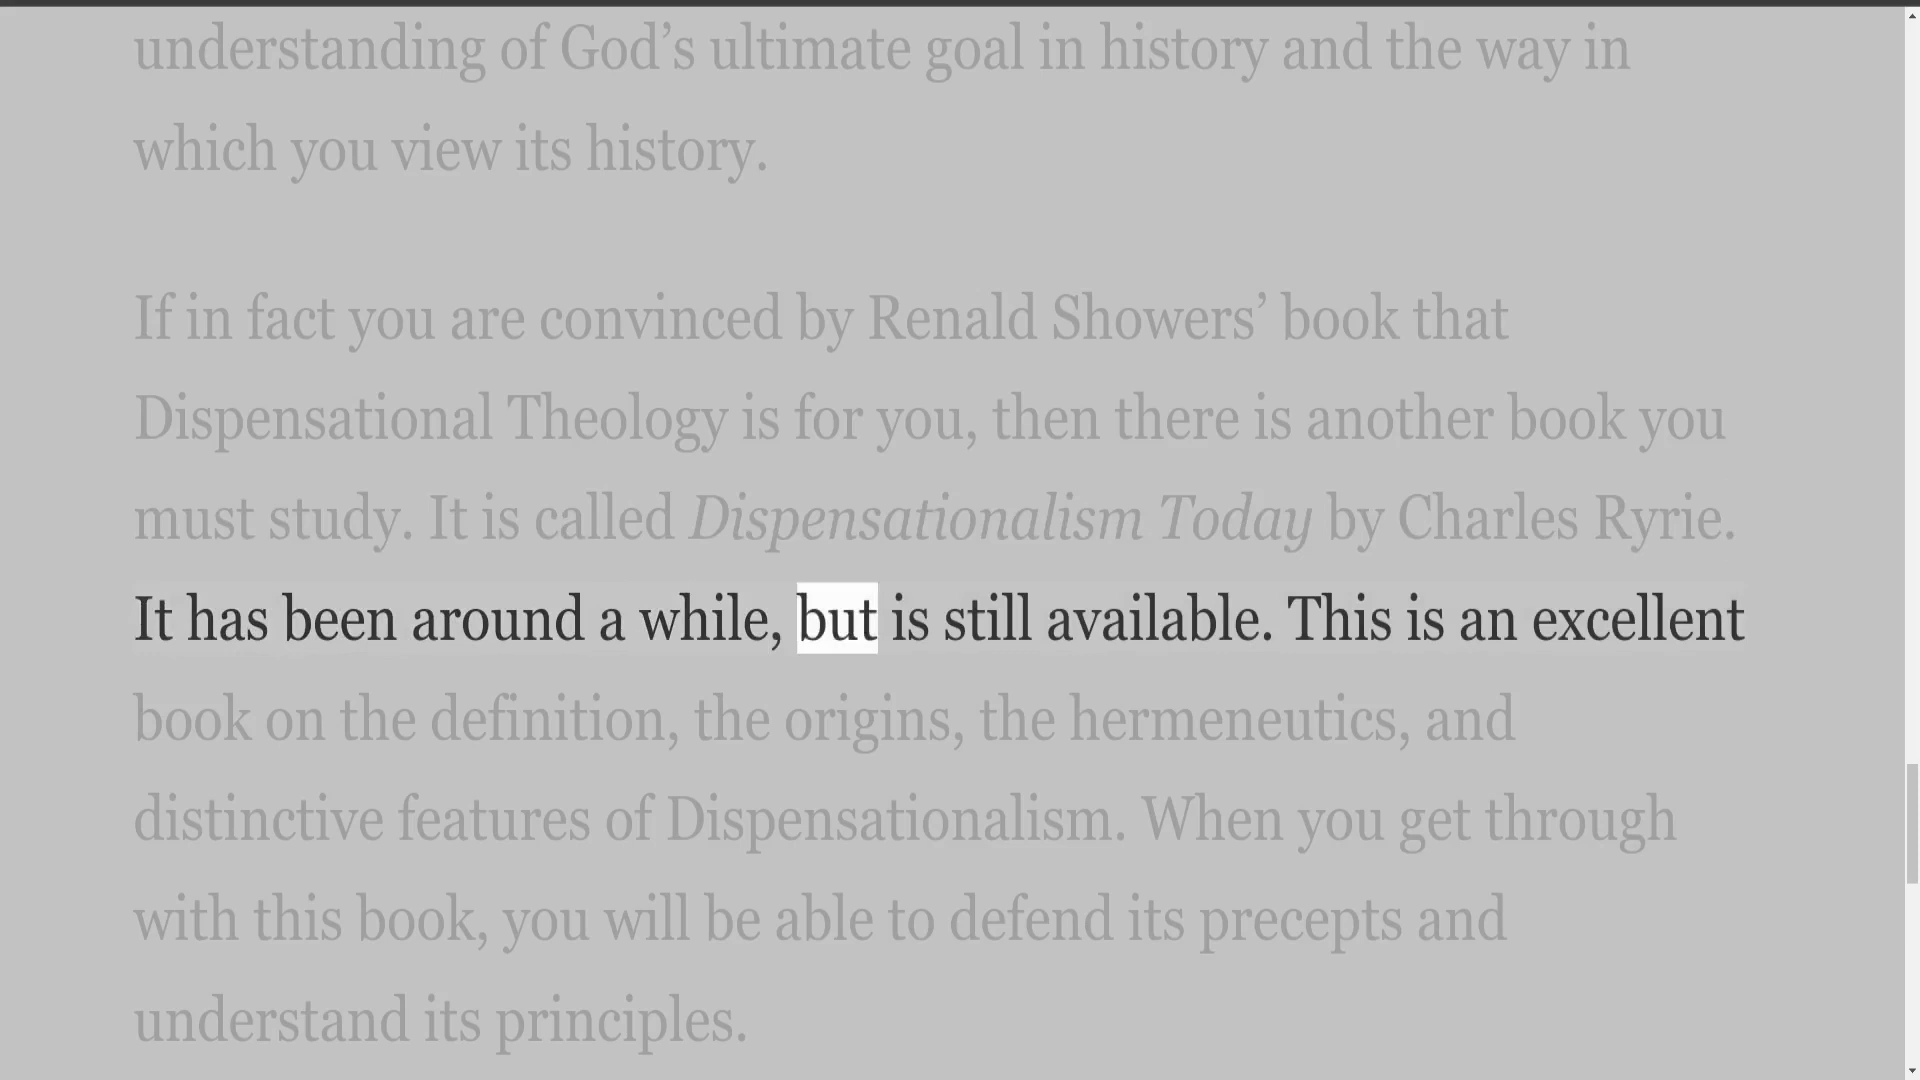 understanding of God’s ultimate goal in history and the way in
which you view its history.
If in fact you are convinced by Renald Showers’ book that
Dispensational Theology is for you, then there is another book you
must study. It is called Dispensationalism Today by Charles Ryrie.
It has been around a while, but is still available. This is an excellent
book on the definition, the origins, the hermeneutics, and
distinctive features of Dispensationalism. When you get through
with this book, you will be able to defend its precepts and
understand its principles.